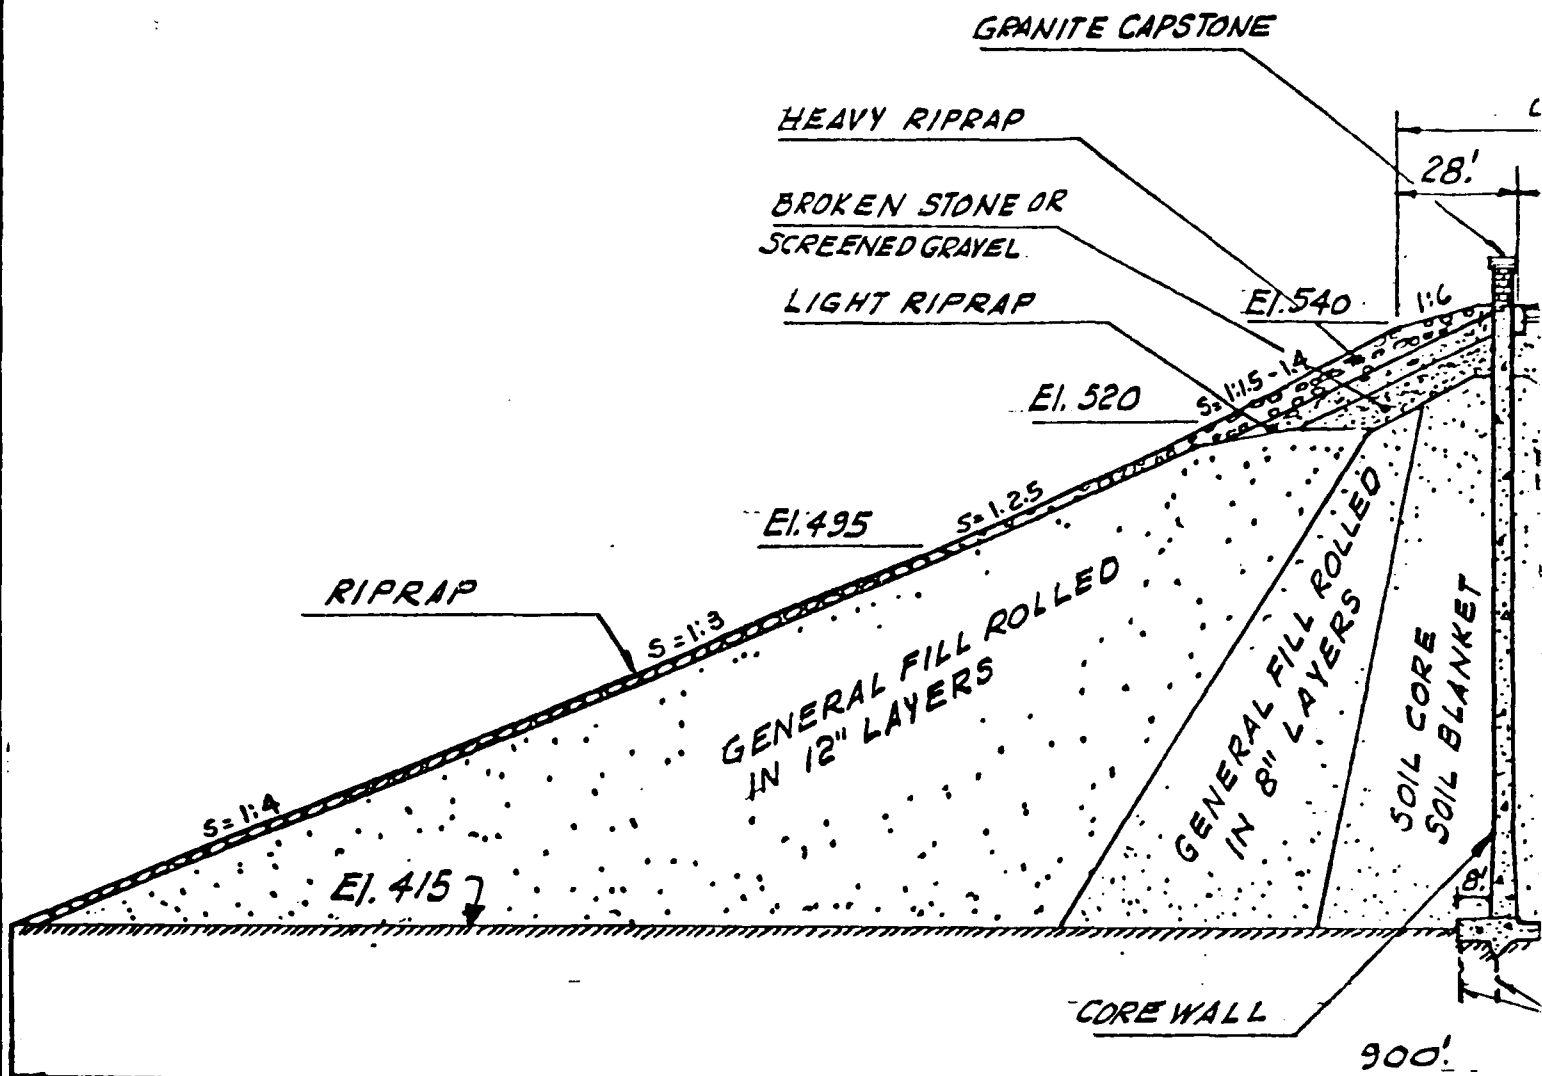 GRANITE CAPSTONE
HEAVY RIPRAP
28'
BROKEN STONE OR
SCREENED GRAVEL
LIGHT RIPRAP
El. 540
1:6
S= 1:1.5 - 1.4
El. 520
S= 1:2.5
El. 495
RIPRAP
S = 1:3
GENERAL FILL ROLLED
IN 12" LAYERS
GENERAL FILL ROLLED
IN 8" LAYERS
SOIL CORE
SOIL BLANKET
S= 1:4
El. 415
CORE WALL
900'